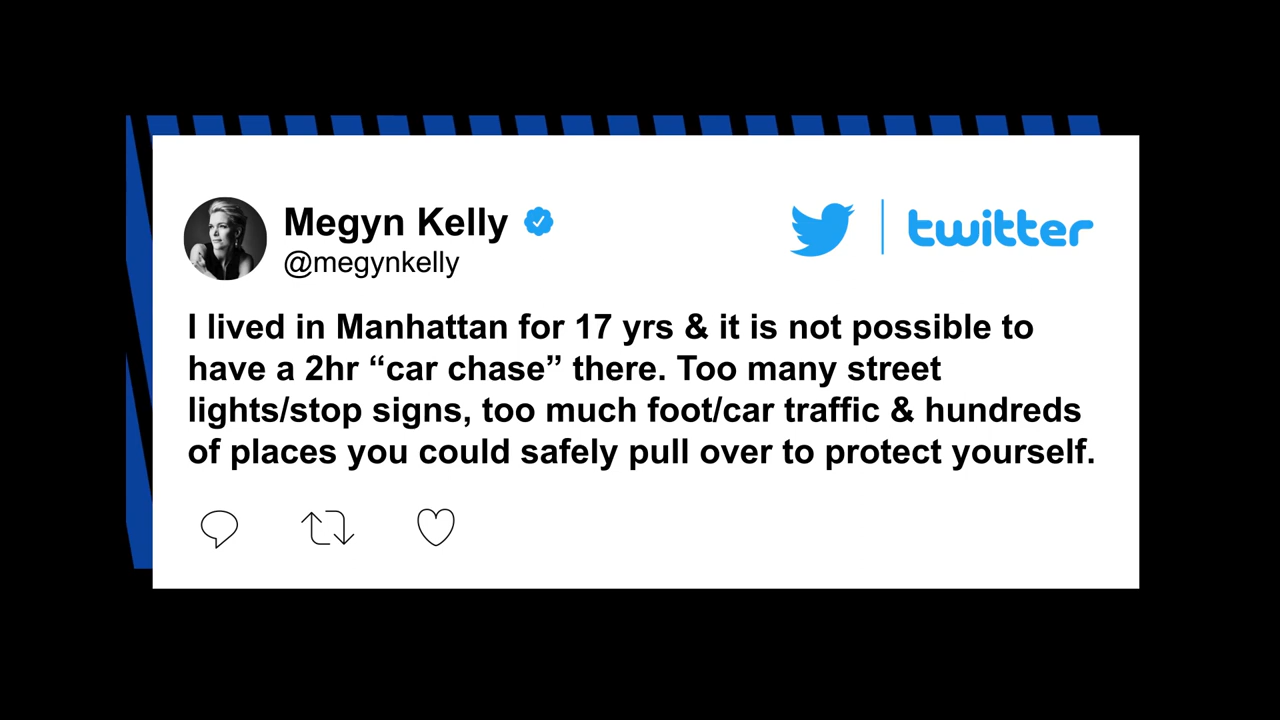 Megyn Kelly
@megynkelly
twitter
I lived in Manhattan for 17 yrs & it is not possible to
have a 2hr “car chase” there. Too many street
lights/stop signs, too much foot/car traffic & hundreds
of places you could safely pull over to protect yourself.